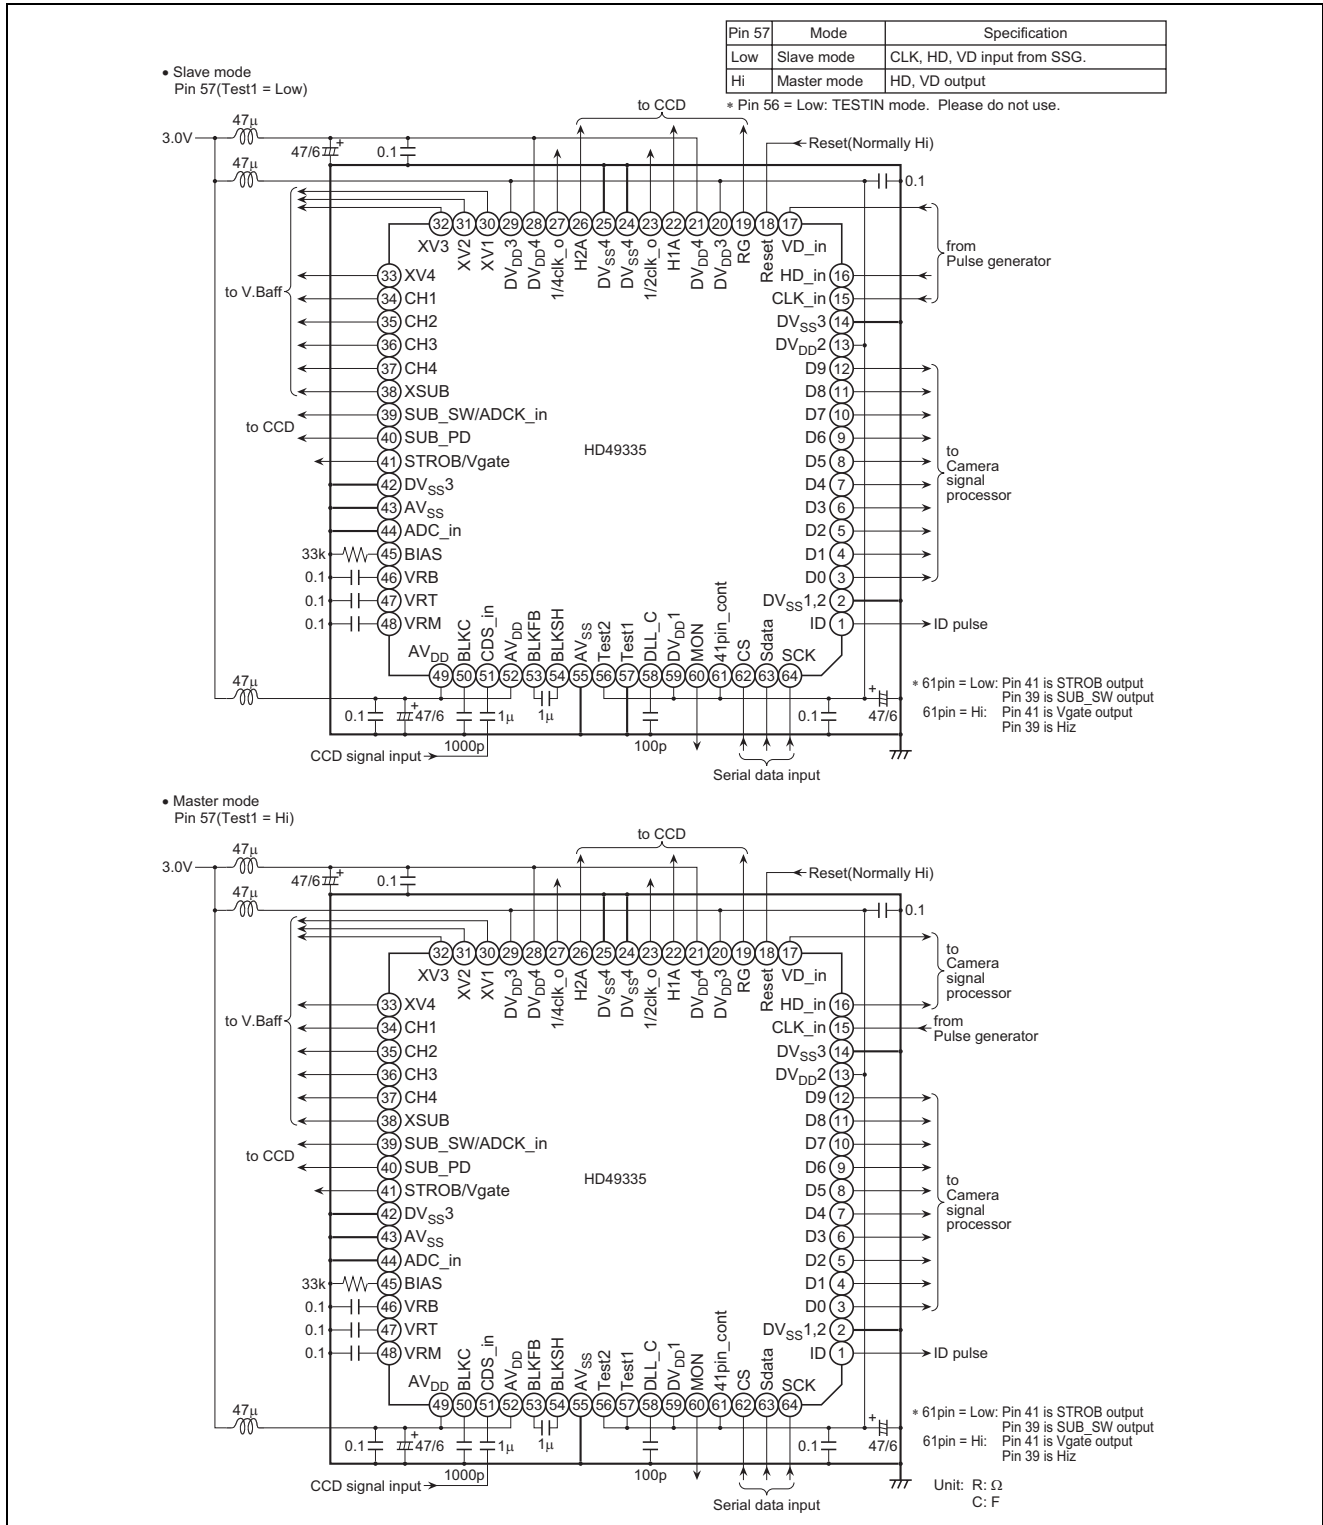 Pin 57 Mode Specification
Low Slave mode CLK, HD, VD input from SSG.
Hi Master mode HD, VD output
* Pin 56 = Low: TESTIN mode. Please do not use.
• Slave mode
Pin 57(Test1 = Low)
to CCD
3.0V
47μ
47/6
+
0.1
Reset(Normally Hi)
47μ
0.1
32 31 30 29 28 27 26 25 24 23 22 21 20 19 18 17
XV3 XV2 XV1 DVDD3 DVDD4 1/4clk_o H2A DVSS4 DVSS4 1/2clk_o H1A DVDD4 DVDD3 RG Reset VD_in
from
Pulse generator
to V.Baff
33 XV4
34 CH1
35 CH2
36 CH3
37 CH4
38 XSUB
to CCD
39 SUB_SW/ADCK_in
40 SUB_PD
41 STROB/Vgate
42 DVSS3
43 AVSS
44 ADC_in
33k 45 BIAS
0.1 46 VRB
0.1 47 VRT
0.1 48 VRM
HD49335
HD_in 16
CLK_in 15
DVSS3 14
DVDD2 13
D9 12
D8 11
D7 10
D6 9
D5 8
D4 7
D3 6
D2 5
D1 4
D0 3
DVSS1,2 2
ID 1 ID pulse
to
Camera
signal
processor
AVDD BLKC CDS_in AVDD BLKFB BLKSH AVSS Test2 Test1 DLL_C DVDD1 MON 41pin_cont CS Sdata SCK
49 50 51 52 53 54 55 56 57 58 59 60 61 62 63 64
47μ
0.1
+
47/6
1000p
1μ
1μ
100p
0.1
+
47/6
CCD signal input
Serial data input
* 61pin = Low: Pin 41 is STROB output
Pin 39 is SUB_SW output
61pin = Hi: Pin 41 is Vgate output
Pin 39 is Hiz
• Master mode
Pin 57(Test1 = Hi)
to CCD
3.0V
47μ
47/6
+
0.1
Reset(Normally Hi)
47μ
0.1
32 31 30 29 28 27 26 25 24 23 22 21 20 19 18 17
XV3 XV2 XV1 DVDD3 DVDD4 1/4clk_o H2A DVSS4 DVSS4 1/2clk_o H1A DVDD4 DVDD3 RG Reset VD_in
to
Camera
signal
processor
from
Pulse generator
to V.Baff
33 XV4
34 CH1
35 CH2
36 CH3
37 CH4
38 XSUB
to CCD
39 SUB_SW/ADCK_in
40 SUB_PD
41 STROB/Vgate
42 DVSS3
43 AVSS
44 ADC_in
33k 45 BIAS
0.1 46 VRB
0.1 47 VRT
0.1 48 VRM
HD49335
HD_in 16
CLK_in 15
DVSS3 14
DVDD2 13
D9 12
D8 11
D7 10
D6 9
D5 8
D4 7
D3 6
D2 5
D1 4
D0 3
DVSS1,2 2
ID 1 ID pulse
to
Camera
signal
processor
AVDD BLKC CDS_in AVDD BLKFB BLKSH AVSS Test2 Test1 DLL_C DVDD1 MON 41pin_cont CS Sdata SCK
49 50 51 52 53 54 55 56 57 58 59 60 61 62 63 64
47μ
0.1
+
47/6
1000p
1μ
1μ
100p
0.1
+
47/6
CCD signal input
Serial data input
* 61pin = Low: Pin 41 is STROB output
Pin 39 is SUB_SW output
61pin = Hi: Pin 41 is Vgate output
Pin 39 is Hiz
Unit: R: Ω
C: F